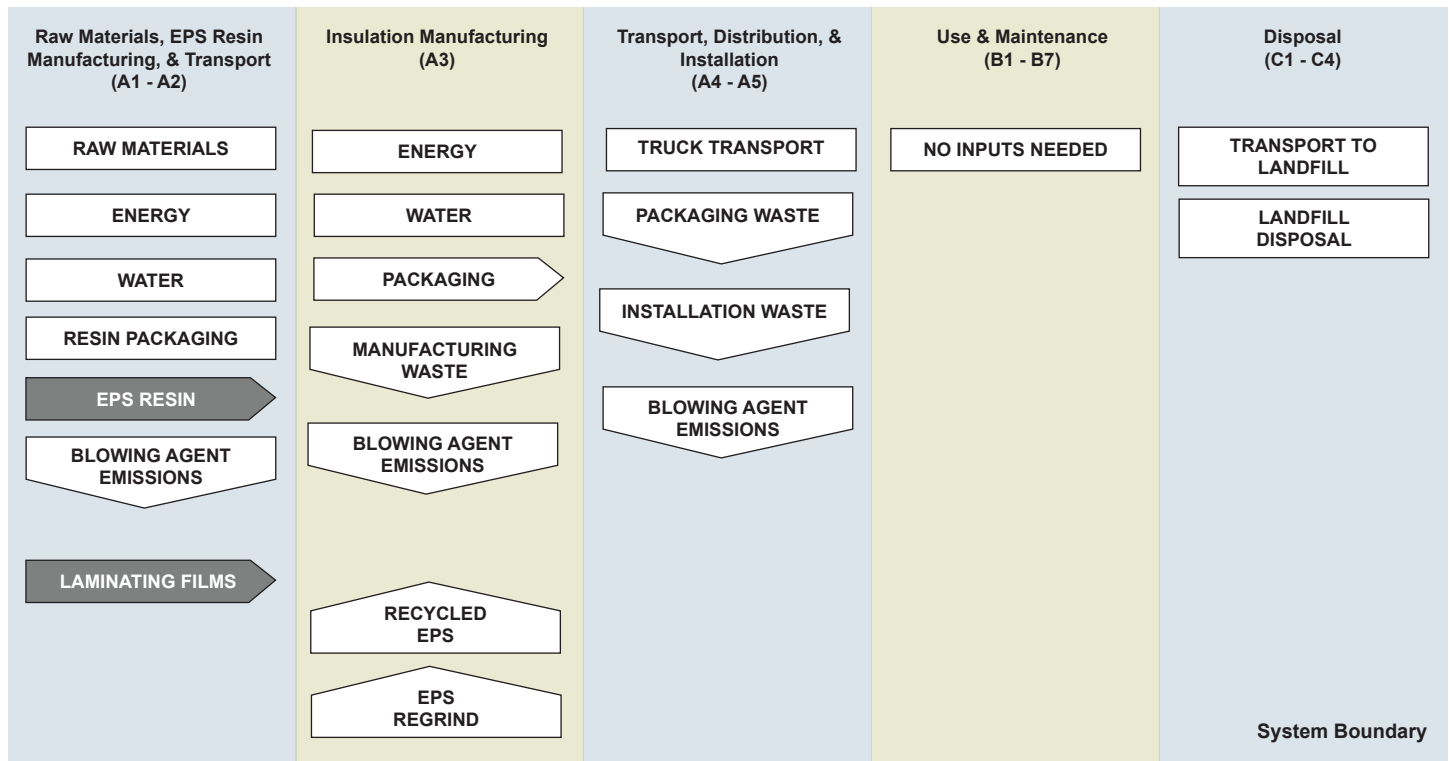 Raw Materials, EPS Resin
Manufacturing, & Transport
(A1 - A2)
RAW MATERIALS
ENERGY
WATER
RESIN PACKAGING
EPS RESIN
BLOWING AGENT
EMISSIONS
LAMINATING FILMS
Insulation Manufacturing
(A3)
ENERGY
WATER
PACKAGING
MANUFACTURING
WASTE
BLOWING AGENT
EMISSIONS
RECYCLED
EPS
EPS
REGRIND
Transport, Distribution, &
Installation
(A4 - A5)
TRUCK TRANSPORT
PACKAGING WASTE
INSTALLATION WASTE
BLOWING AGENT
EMISSIONS
Use & Maintenance
(B1 - B7)
NO INPUTS NEEDED
Disposal
(C1 - C4)
TRANSPORT TO
LANDFILL
LANDFILL
DISPOSAL
System Boundary